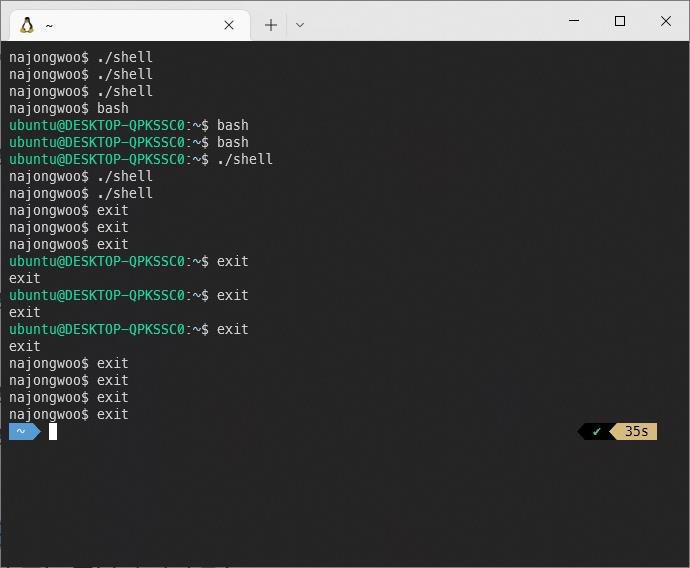 ~
najongwoo$ ./shell
najongwoo$ ./shell
najongwoo$ ./shell
najongwoo$ bash
ubuntu@DESKTOP-QPKSSC0:~$ bash
ubuntu@DESKTOP-QPKSSC0:~$ bash
ubuntu@DESKTOP-QPKSSC0:~$ ./shell
najongwoo$ ./shell
najongwoo$ ./shell
najongwoo$ exit
najongwoo$ exit
najongwoo$ exit
ubuntu@DESKTOP-QPKSSC0:~$ exit
exit
ubuntu@DESKTOP-QPKSSC0:~$ exit
exit
ubuntu@DESKTOP-QPKSSC0:~$ exit
exit
najongwoo$ exit
najongwoo$ exit
najongwoo$ exit
najongwoo$ exit
~ ✔ 35s